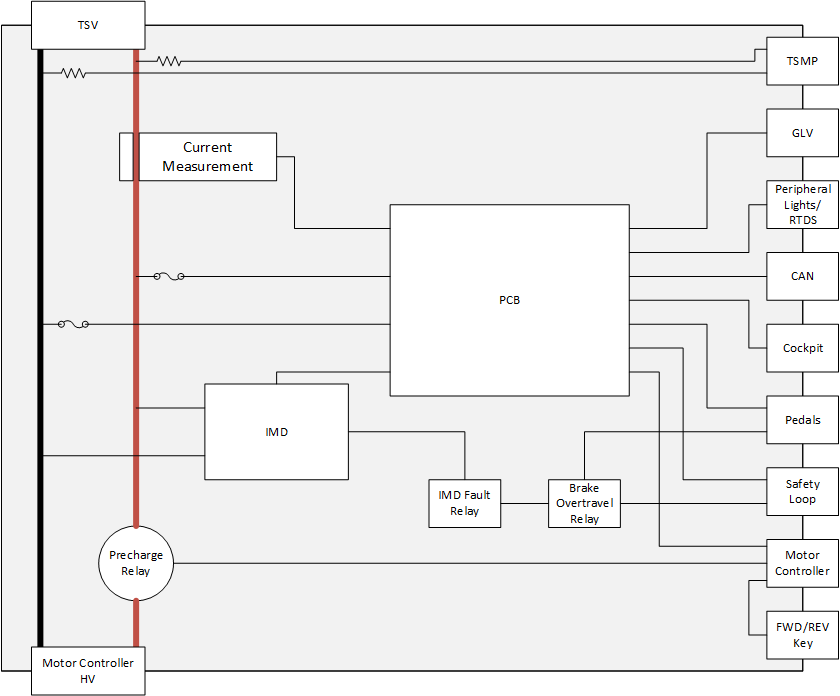 TSV
TSMP
Current
Measurement
GLV
Peripheral
Lights/
RTDS
CAN
PCB
Cockpit
IMD
Pedals
IMD Fault
Relay
Brake
Overtravel
Relay
Safety
Loop
Precharge
Relay
Motor
Controller
FWD/REV
Key
Motor Controller
HV